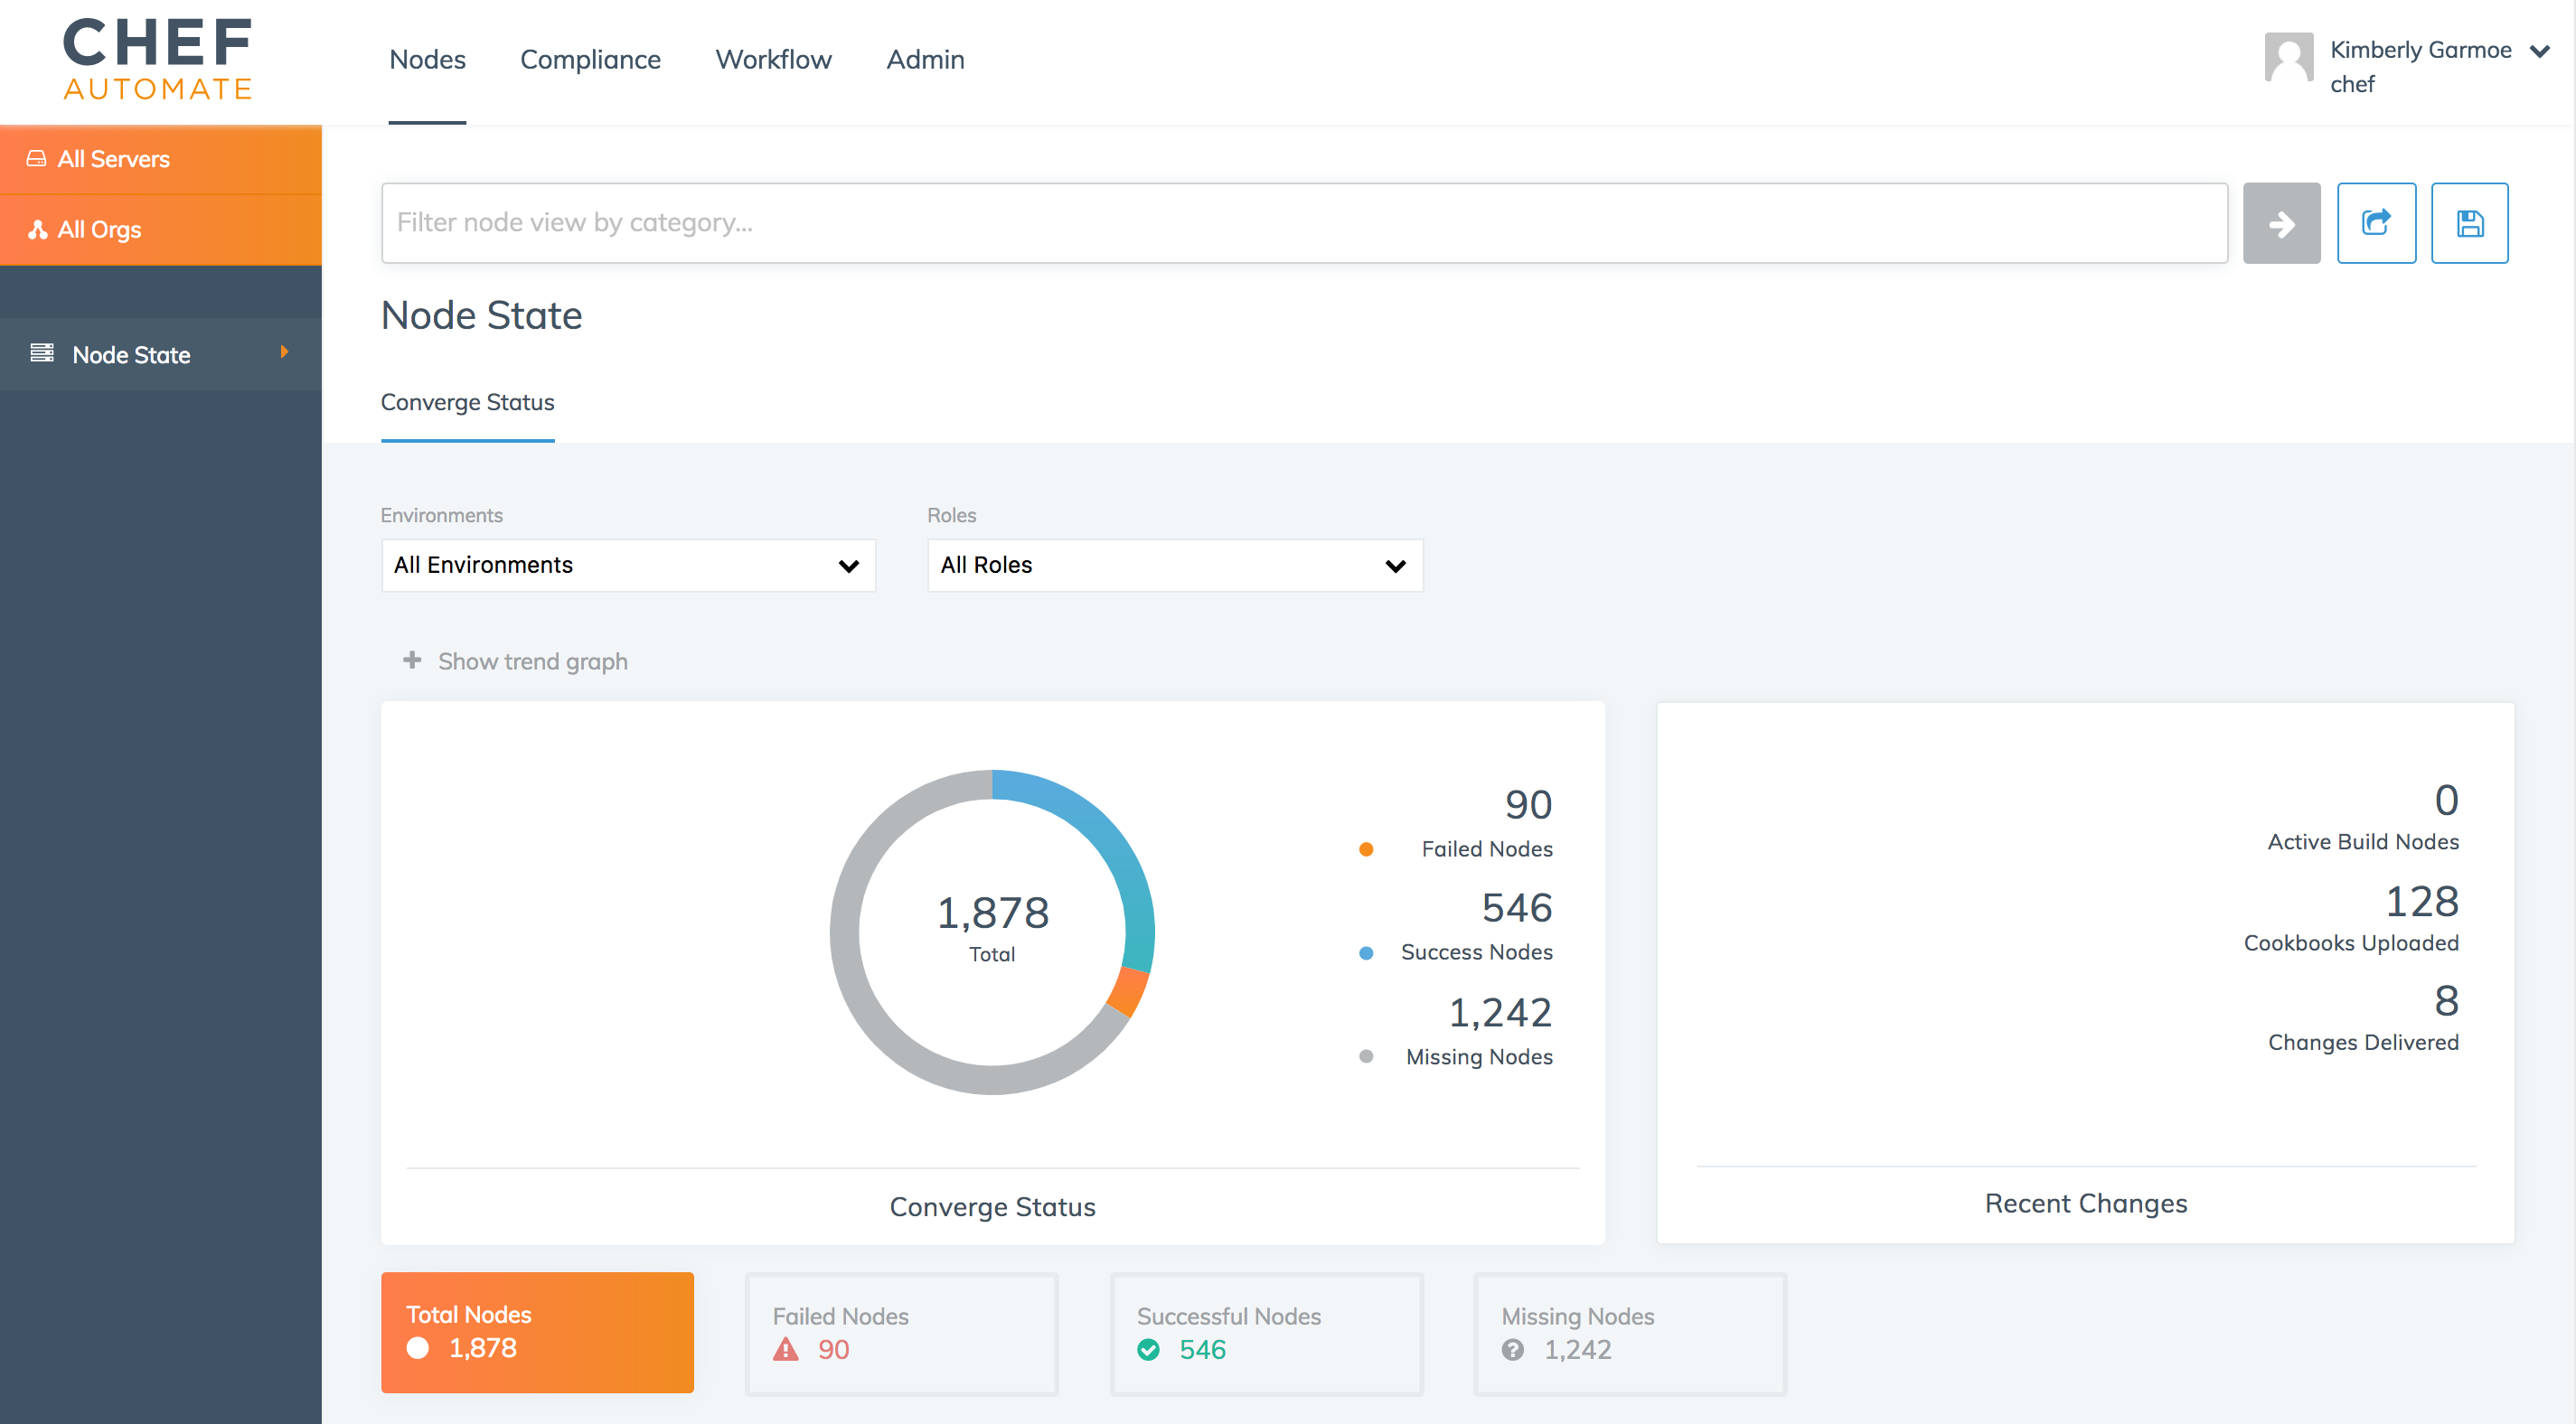 CHEF
AUTOMATE
Nodes
Compliance
Workflow
Admin
Kimberly Garmoe
chef
All Servers
All Orgs
Node State
Filter node view by category...
Node State
Converge Status
Environments
Roles
All Environments
All Roles
Show trend graph
1,878
Total
90
Failed Nodes
546
Success Nodes
1,242
Missing Nodes
Converge Status
0
Active Build Nodes
128
Cookbooks Uploaded
8
Changes Delivered
Recent Changes
Total Nodes
1,878
Failed Nodes
90
Successful Nodes
546
Missing Nodes
1,242